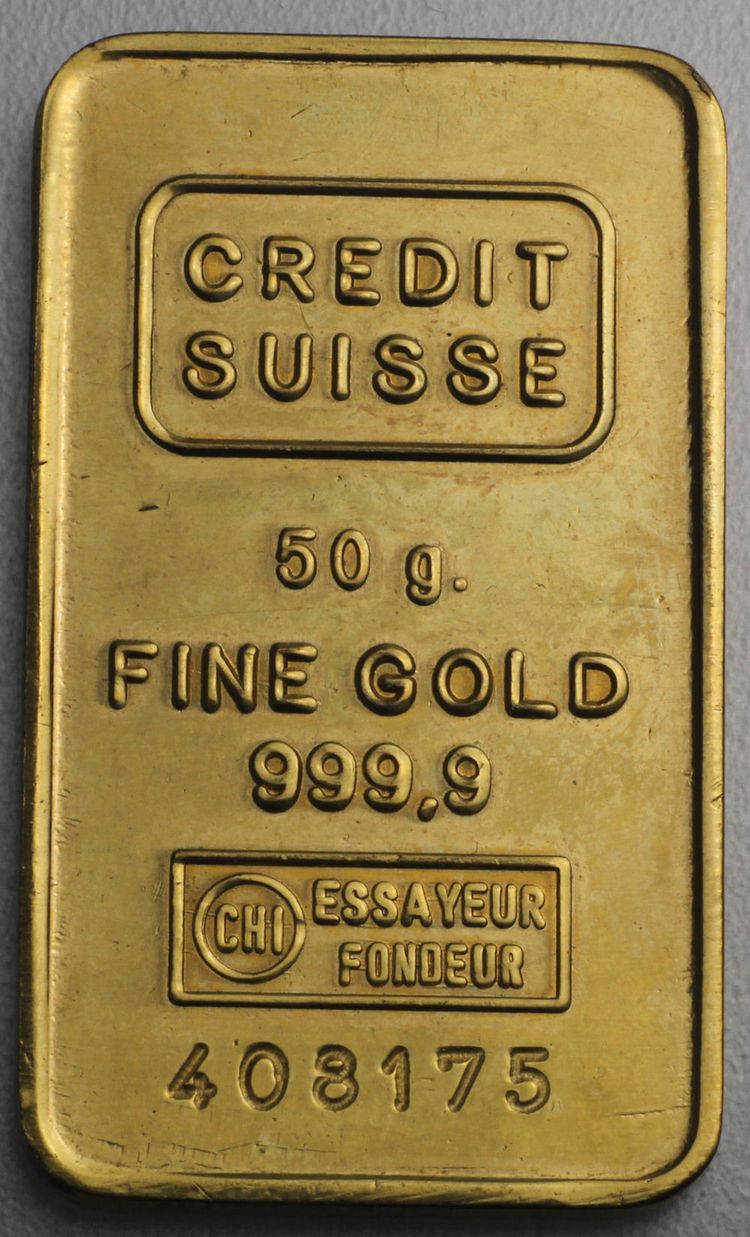 CREDIT
SUISSE
50 g.
FINE GOLD
999,9
CHI ESSAYEUR
FONDEUR
408175